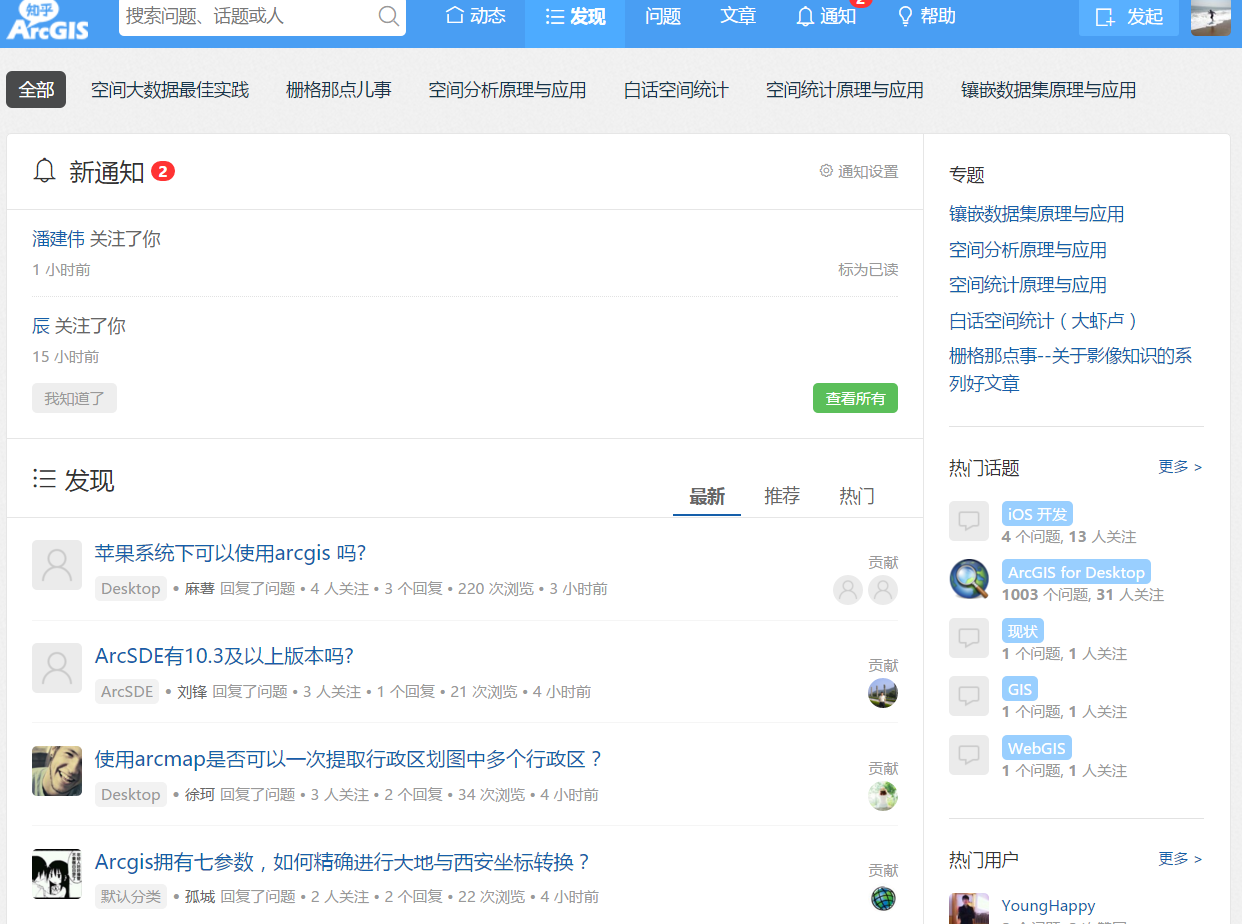 知乎
ArcGIS
搜索问题、话题或人
动态
发现
问题
文章
通知
2
帮助
发起
全部
空间大数据最佳实践
栅格那点儿事
空间分析原理与应用
白话空间统计
空间统计原理与应用
镶嵌数据集原理与应用
新通知 2
通知设置
潘建伟 关注了你
1 小时前
标为已读
辰 关注了你
15 小时前
我知道了
查看所有
发现
最新
推荐
热门
苹果系统下可以使用arcgis 吗?
贡献
Desktop • 麻薯 回复了问题 • 4 人关注 • 3 个回复 • 220 次浏览 • 3 小时前
ArcSDE有10.3及以上版本吗?
贡献
ArcSDE • 刘锋 回复了问题 • 3 人关注 • 1 个回复 • 21 次浏览 • 4 小时前
使用arcmap是否可以一次提取行政区划图中多个行政区？
贡献
Desktop • 徐珂 回复了问题 • 3 人关注 • 2 个回复 • 34 次浏览 • 4 小时前
Arcgis拥有七参数，如何精确进行大地与西安坐标转换？
贡献
默认分类 • 孤城 回复了问题 • 2 人关注 • 2 个回复 • 22 次浏览 • 4 小时前
专题
镶嵌数据集原理与应用
空间分析原理与应用
空间统计原理与应用
白话空间统计（大虾卢）
栅格那点事--关于影像知识的系
列好文章
热门话题
更多 >
iOS 开发
4 个问题, 13 人关注
ArcGIS for Desktop
1003 个问题, 31 人关注
现状
1 个问题, 1 人关注
GIS
1 个问题, 1 人关注
WebGIS
1 个问题, 1 人关注
热门用户
更多 >
YoungHappy